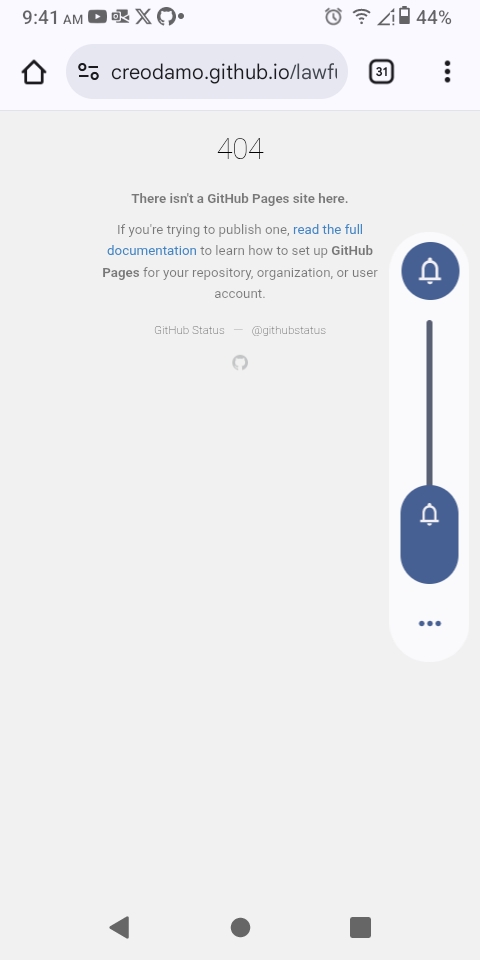 9:41 AM 44%
creodamo.github.io/lawfu 31
404
There isn't a GitHub Pages site here.
If you're trying to publish one, read the full
documentation to learn how to set up GitHub
Pages for your repository, organization, or user
account.
GitHub Status — @githubstatus